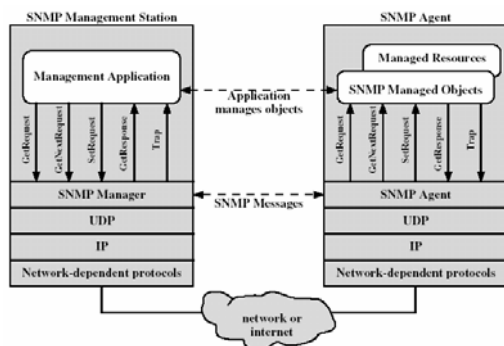 SNMP Management Station
Management Application
GetRequest
GetNextRequest
SetRequest
GetResponse
Trap
SNMP Manager
UDP
IP
Network-dependent protocols
Application
manages objects
SNMP Messages
SNMP Agent
Managed Resources
SNMP Managed Objects
GetRequest
GetNextRequest
SetRequest
GetResponse
Trap
SNMP Agent
UDP
IP
Network-dependent protocols
network or
internet